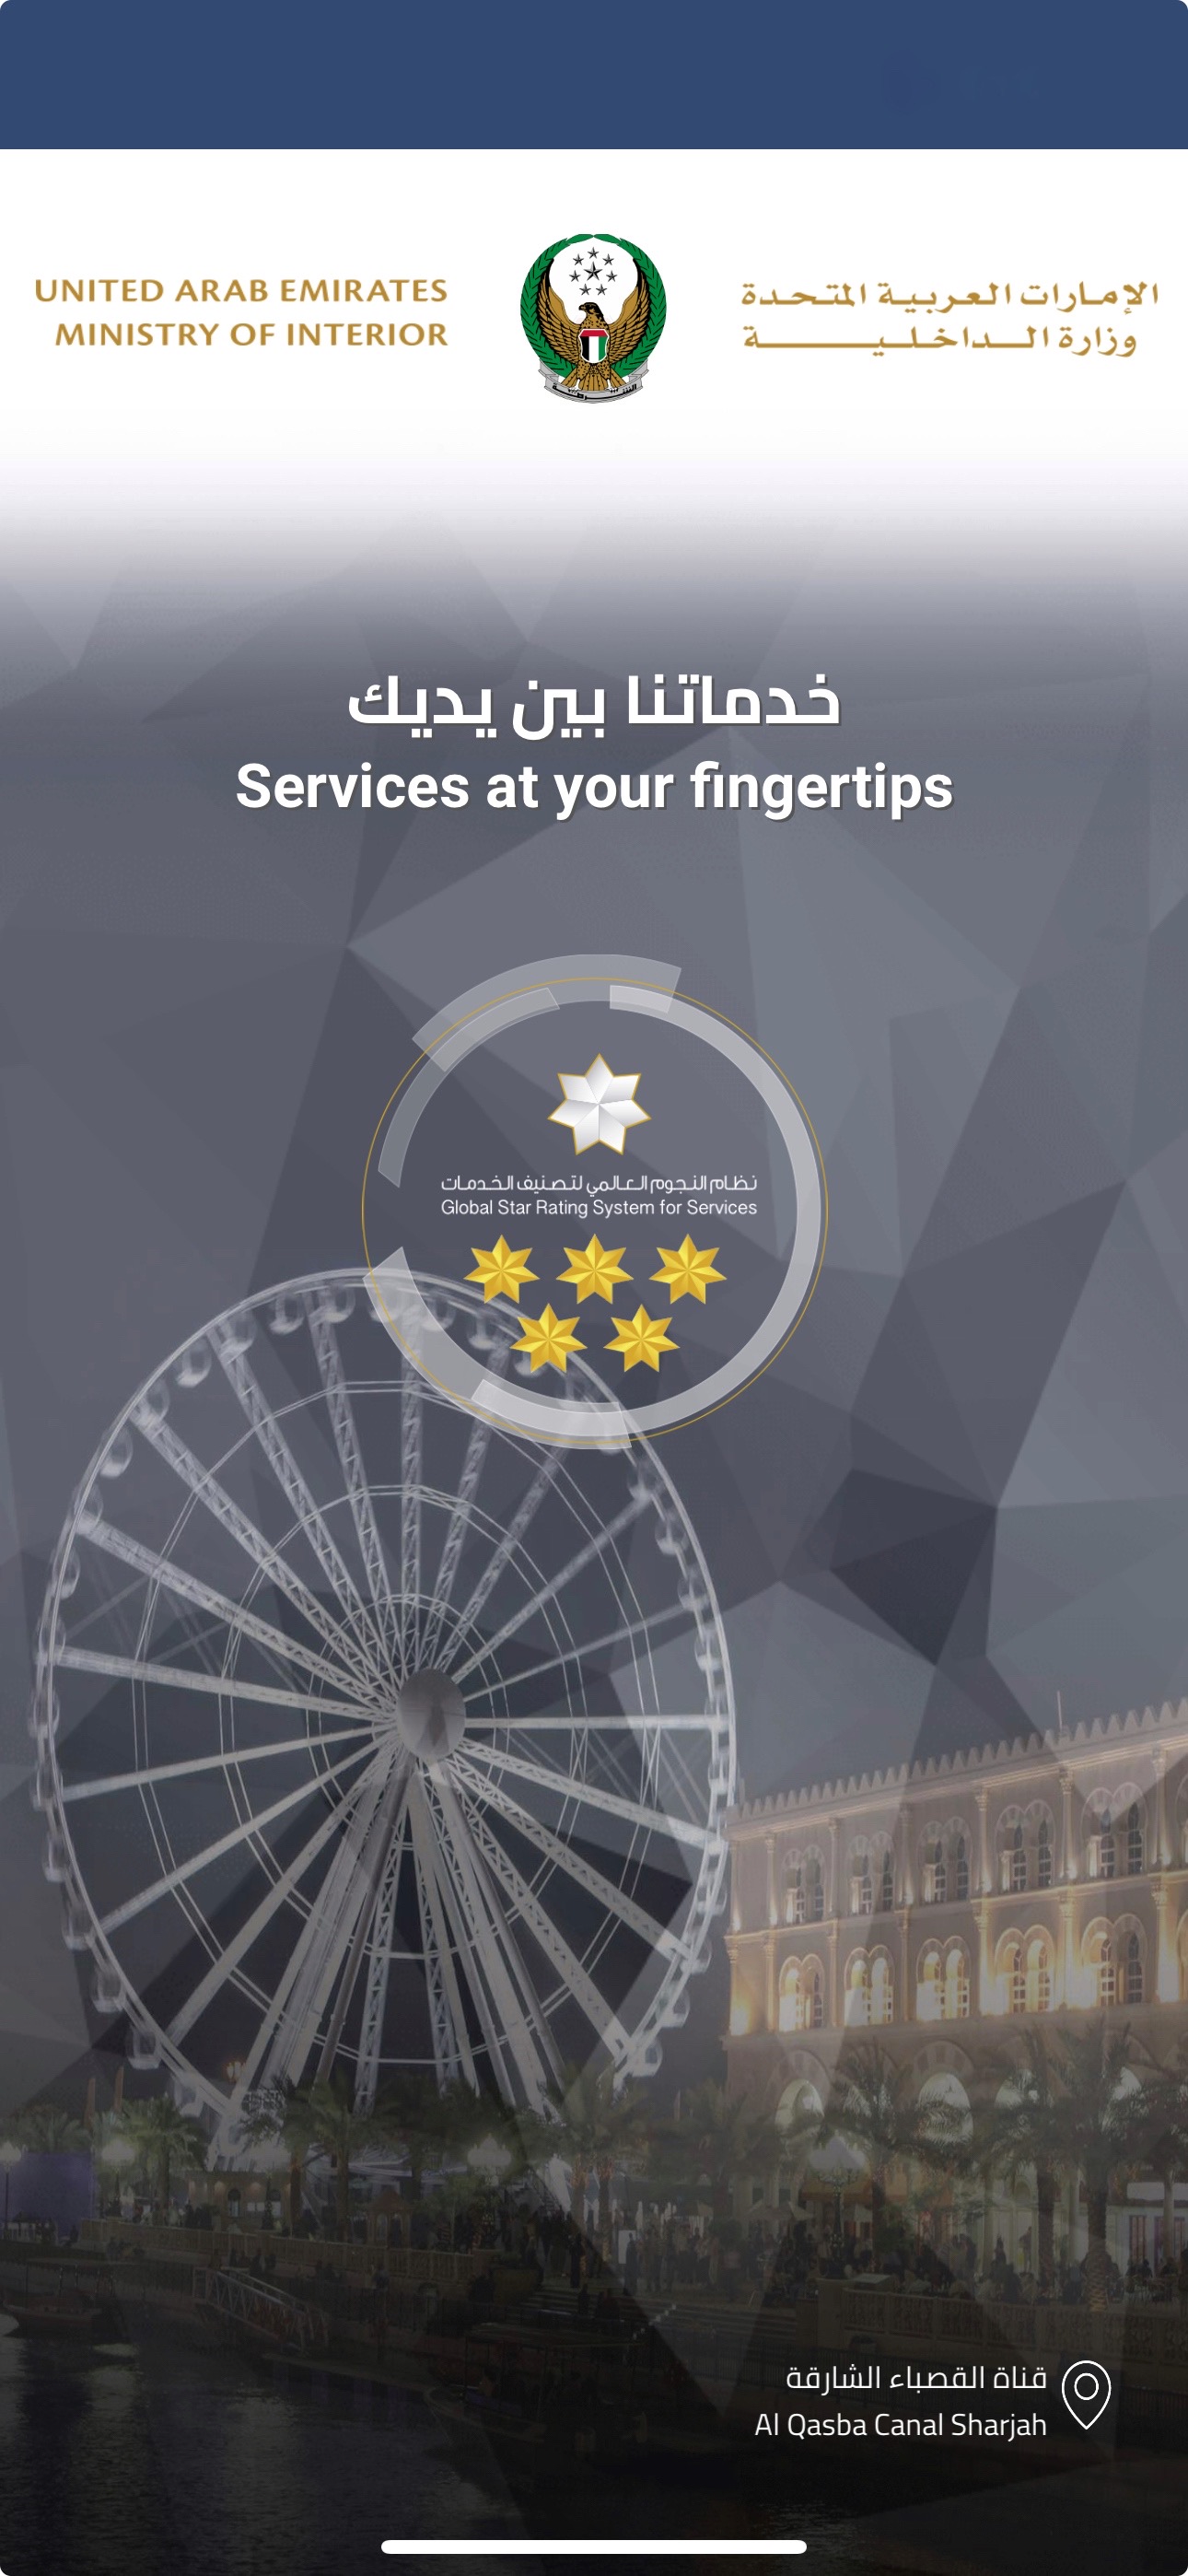 UNITED ARAB EMIRATES
MINISTRY OF INTERIOR
الإمارات العربية المتحدة
وزارة الداخلية
الشرطة
خدماتنا بين يديك
Services at your fingertips
نظام النجوم العالمي لتصنيف الخدمات
Global Star Rating System for Services
قناة القصباء الشارقة
Al Qasba Canal Sharjah